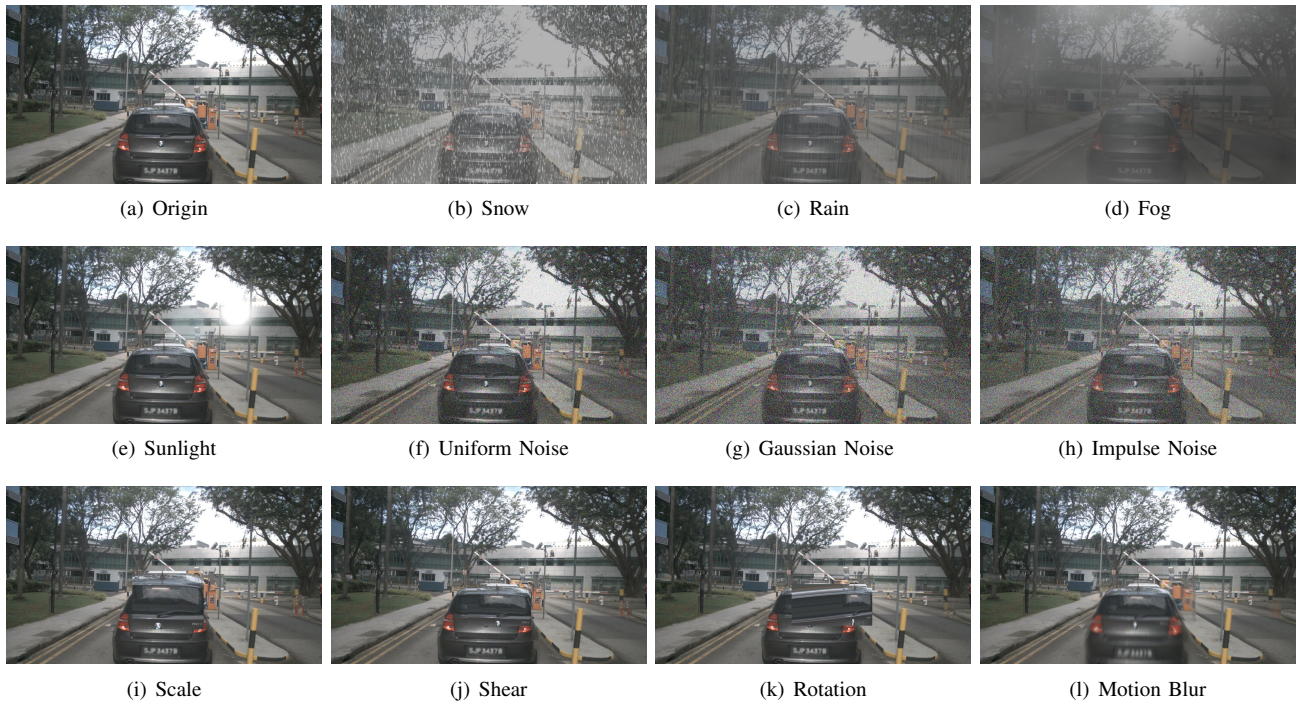 (a) Origin
(b) Snow
(c) Rain
(d) Fog
(e) Sunlight
(f) Uniform Noise
(g) Gaussian Noise
(h) Impulse Noise
(i) Scale
(j) Shear
(k) Rotation
(l) Motion Blur